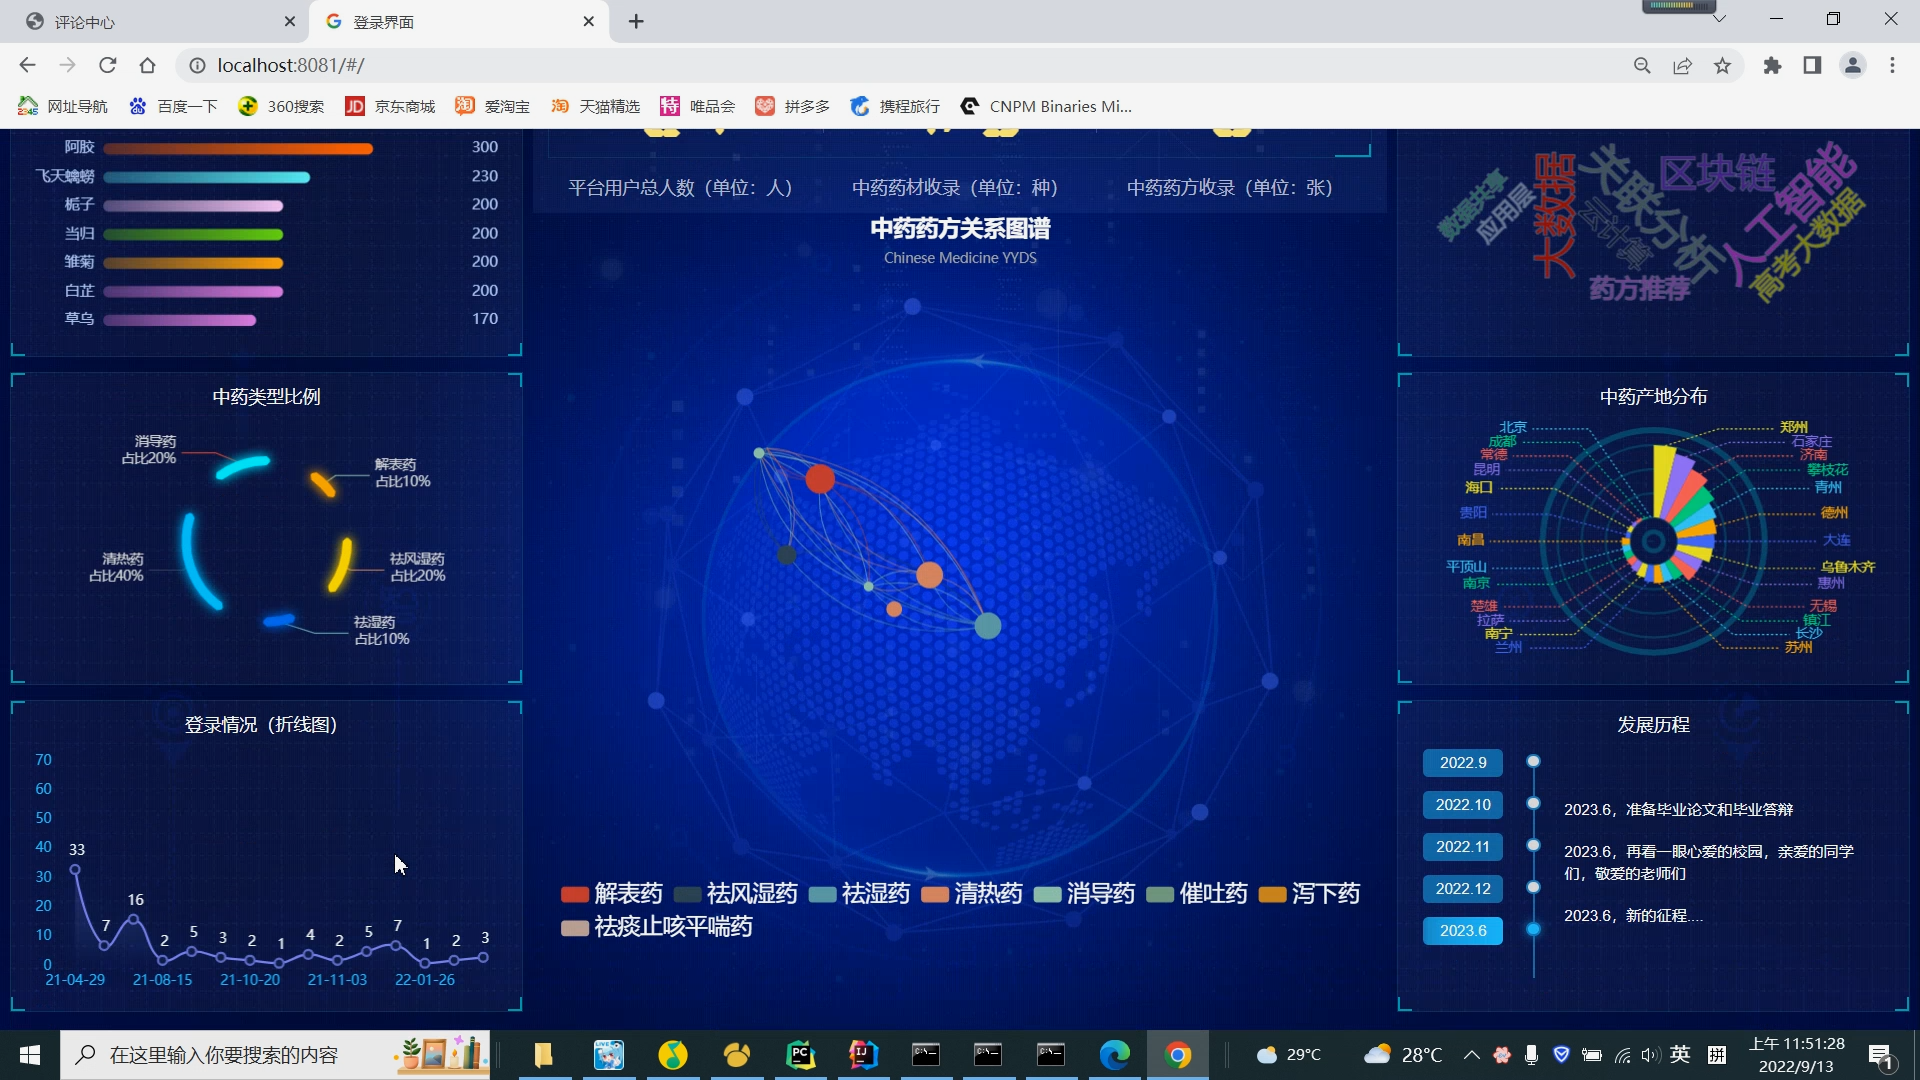 评论中心
登录界面
localhost:8081/#/
网址导航
百度一下
360搜索
JD
京东商城
淘
爱淘宝
淘
天猫精选
特
唯品会
拼多多
携程旅行
CNPM Binaries Mi...
阿胶 300
飞天蠄蟧 230
栀子 200
当归 200
雏菊 200
白芷 200
草乌 170
平台用户总人数（单位：人）
中药药材收录（单位：种）
中药药方收录（单位：张）
中药药方关系图谱
Chinese Medicine YYDS
数据共享
应用层
大数据
关联分析
云计算
区块链
人工智能
高考大数据
药方推荐
中药类型比例
消导药
占比20%
解表药
占比10%
清热药
占比40%
祛风湿药
占比20%
祛湿药
占比10%
中药产地分布
北京
成都
常德
昆明
海口
贵阳
南昌
平顶山
南京
楚雄
拉萨
南宁
兰州
郑州
石家庄
济南
攀枝花
青州
德州
大连
乌鲁木齐
惠州
无锡
镇江
长沙
苏州
登录情况（折线图）
70
60
50
40
30
20
10
0
33
7
16
2
5
3
2
1
4
2
5
7
1
2
3
21-04-29
21-08-15
21-10-20
21-11-03
22-01-26
解表药
祛风湿药
祛湿药
清热药
消导药
催吐药
泻下药
祛痰止咳平喘药
发展历程
2022.9
2022.10
2022.11
2022.12
2023.6
2023.6，准备毕业论文和毕业答辩
2023.6，再看一眼心爱的校园，亲爱的同学
们，敬爱的老师们
2023.6，新的征程....
在这里输入你要搜索的内容
LIVE
PC
IJ
29°C
28°C
英
拼
上午 11:51:28
2022/9/13
1